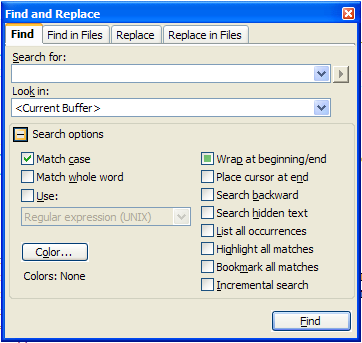 Find and Replace
Find Find in Files Replace Replace in Files
Search for:
Look in:
<Current Buffer>
Search options
Match case
Match whole word
Use:
Regular expression (UNIX)
Color...
Colors: None
Wrap at beginning/end
Place cursor at end
Search backward
Search hidden text
List all occurrences
Highlight all matches
Bookmark all matches
Incremental search
Find